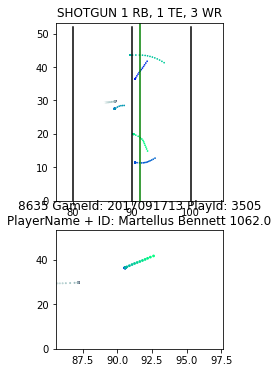 SHOTGUN 1 RB, 1 TE, 3 WR
50
40
30
20
10
0
80 90 100
8635 GameId: 2017091713 PlayId: 3505
PlayerName + ID: Martellus Bennett 1062.0
40
20
0
87.5 90.0 92.5 95.0 97.5